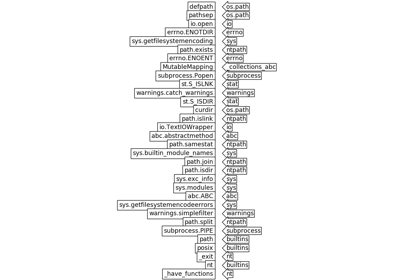 defpath os.path
pathsep os.path
io.open io
errno.ENOTDIR errno
sys.getfilesystemencoding sys
path.exists ntpath
errno.ENOENT errno
MutableMapping _collections_abc
subprocess.Popen subprocess
st.S_ISLNK stat
warnings.catch_warnings warnings
st.S_ISDIR stat
curdir os.path
path.islink ntpath
io.TextIOWrapper io
abc.abstractmethod abc
path.samestat ntpath
sys.builtin_module_names sys
path.join ntpath
path.isdir ntpath
sys.exc_info sys
sys.modules sys
abc.ABC abc
sys.getfilesystemencodeerrors sys
warnings.simplefilter warnings
path.split ntpath
subprocess.PIPE subprocess
path builtins
posix builtins
_exit nt
nt builtins
_have_functions nt